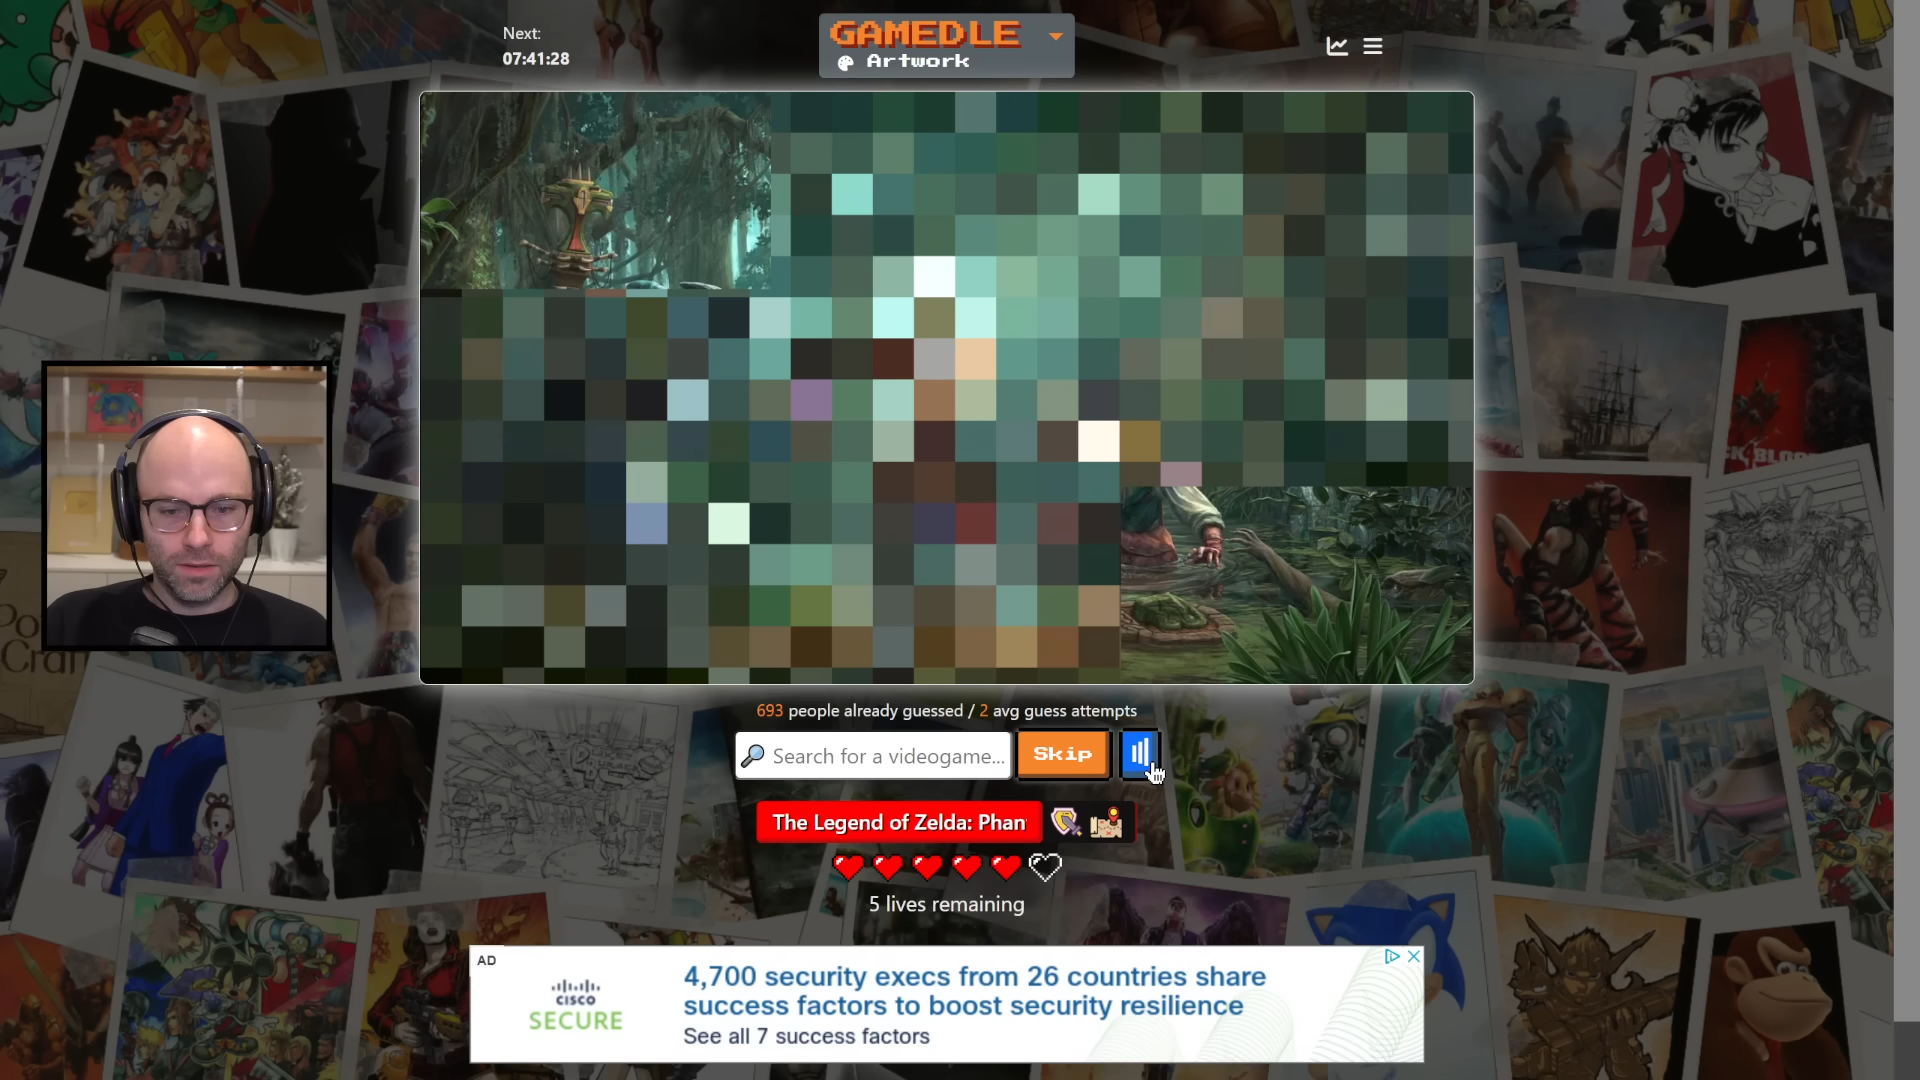 Next:
07:41:28
GAMEDLE
Artwork
693 people already guessed / 2 avg guess attempts
Search for a videogame...
Skip
The Legend of Zelda: Phan
5 lives remaining
AD
CISCO
SECURE
4,700 security execs from 26 countries share
success factors to boost security resilience
See all 7 success factors